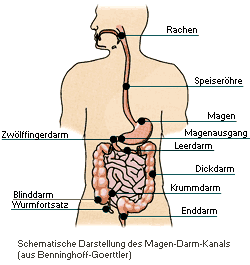 Rachen
Speiseröhre
Magen
Zwölffingerdarm
Magenausgang
Leerdarm
Dickdarm
Krummdarm
Blinddarm
Wurmfortsatz
Enddarm
Schematische Darstellung des Magen-Darm-Kanals
(aus Benninghoff-Goerttler)